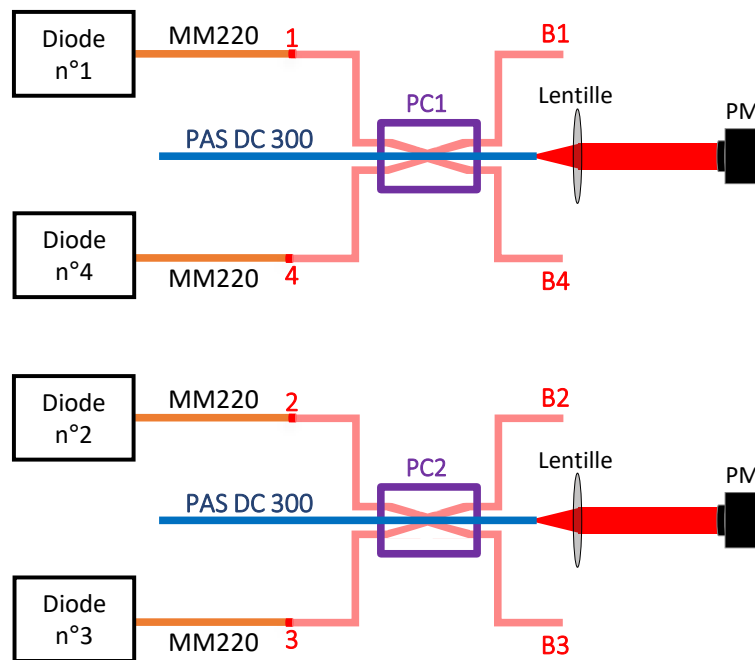 Diode
n°1
MM220
1
B1
PC1
Lentille
PM
PAS DC 300
Diode
n°4
MM220
4
B4
Diode
n°2
MM220
2
B2
PC2
Lentille
PM
PAS DC 300
Diode
n°3
MM220
3
B3